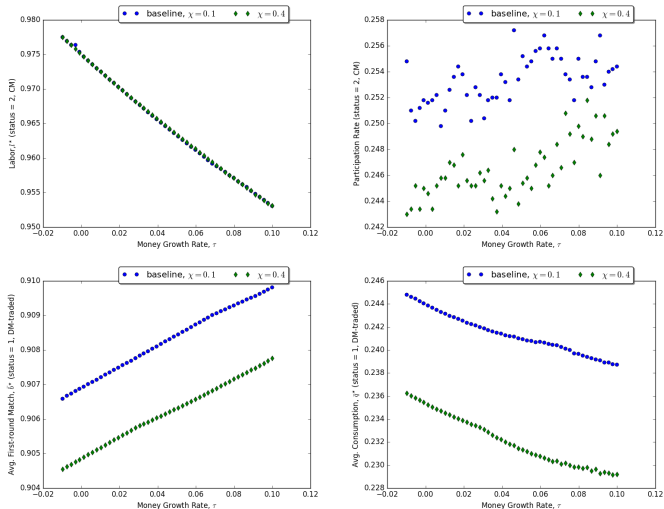 baseline, χ = 0.1 χ = 0.4
0.980
0.975
0.970
0.965
0.960
0.955
0.950
Labor, l* (status = 2, CM)
−0.02 0.00 0.02 0.04 0.06 0.08 0.10 0.12
Money Growth Rate, τ
baseline, χ = 0.1 χ = 0.4
0.258
0.256
0.254
0.252
0.250
0.248
0.246
0.244
0.242
Participation Rate (status = 2, CM)
−0.02 0.00 0.02 0.04 0.06 0.08 0.10 0.12
Money Growth Rate, τ
baseline, χ = 0.1 χ = 0.4
0.910
0.909
0.908
0.907
0.906
0.905
0.904
Avg. First-round Match, (status = 1, DM-traded)
−0.02 0.00 0.02 0.04 0.06 0.08 0.10 0.12
Money Growth Rate, τ
baseline, χ = 0.1 χ = 0.4
0.246
0.244
0.242
0.240
0.238
0.236
0.234
0.232
0.230
0.228
Avg. Consumption, q* (status = 1, DM-traded)
−0.02 0.00 0.02 0.04 0.06 0.08 0.10 0.12
Money Growth Rate, τ